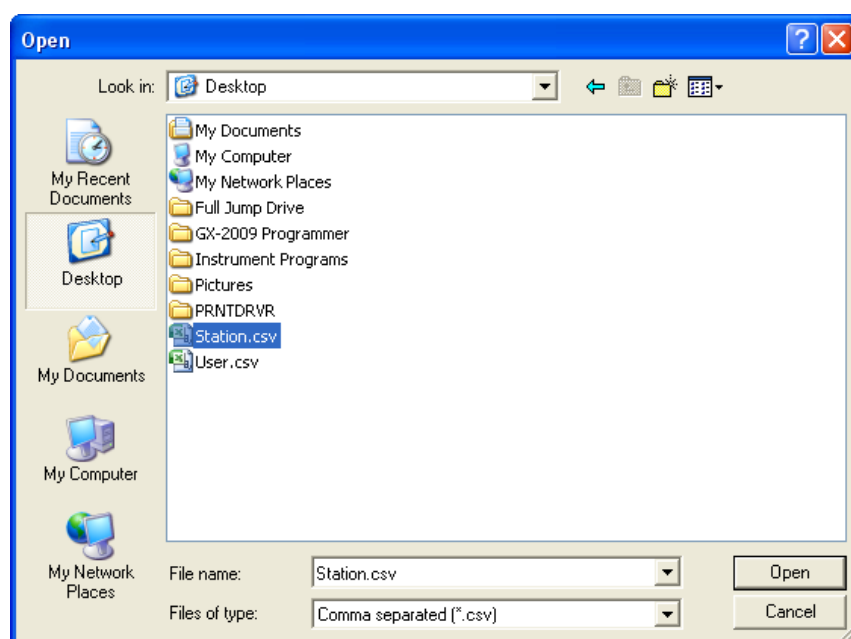 Open
Look in:
Desktop
My Recent
Documents
Desktop
My Documents
My Computer
My Network
Places
My Documents
My Computer
My Network Places
Full Jump Drive
GX-2009 Programmer
Instrument Programs
Pictures
PRNTDRVR
Station.csv
User.csv
File name:
Station.csv
Open
Files of type:
Comma separated (*.csv)
Cancel